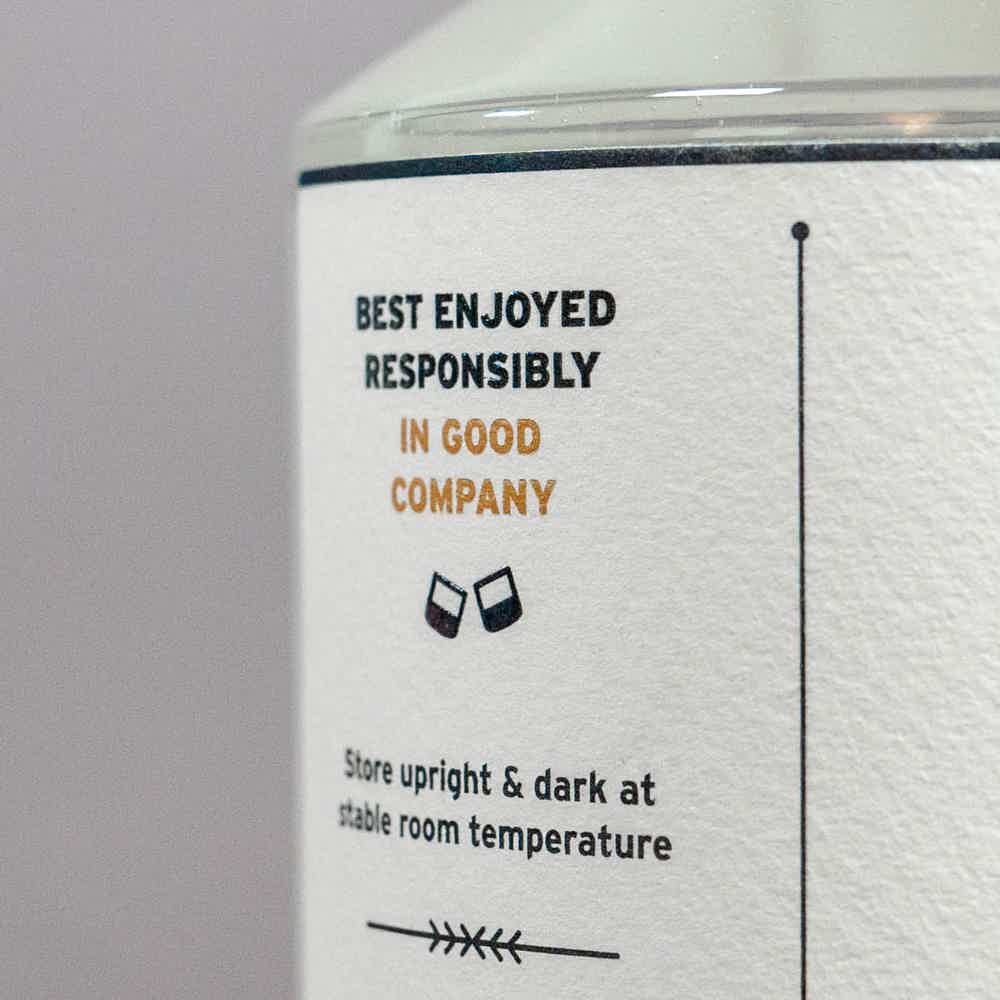 BEST ENJOYED
RESPONSIBLY
IN GOOD
COMPANY
Store upright & dark at
stable room temperature